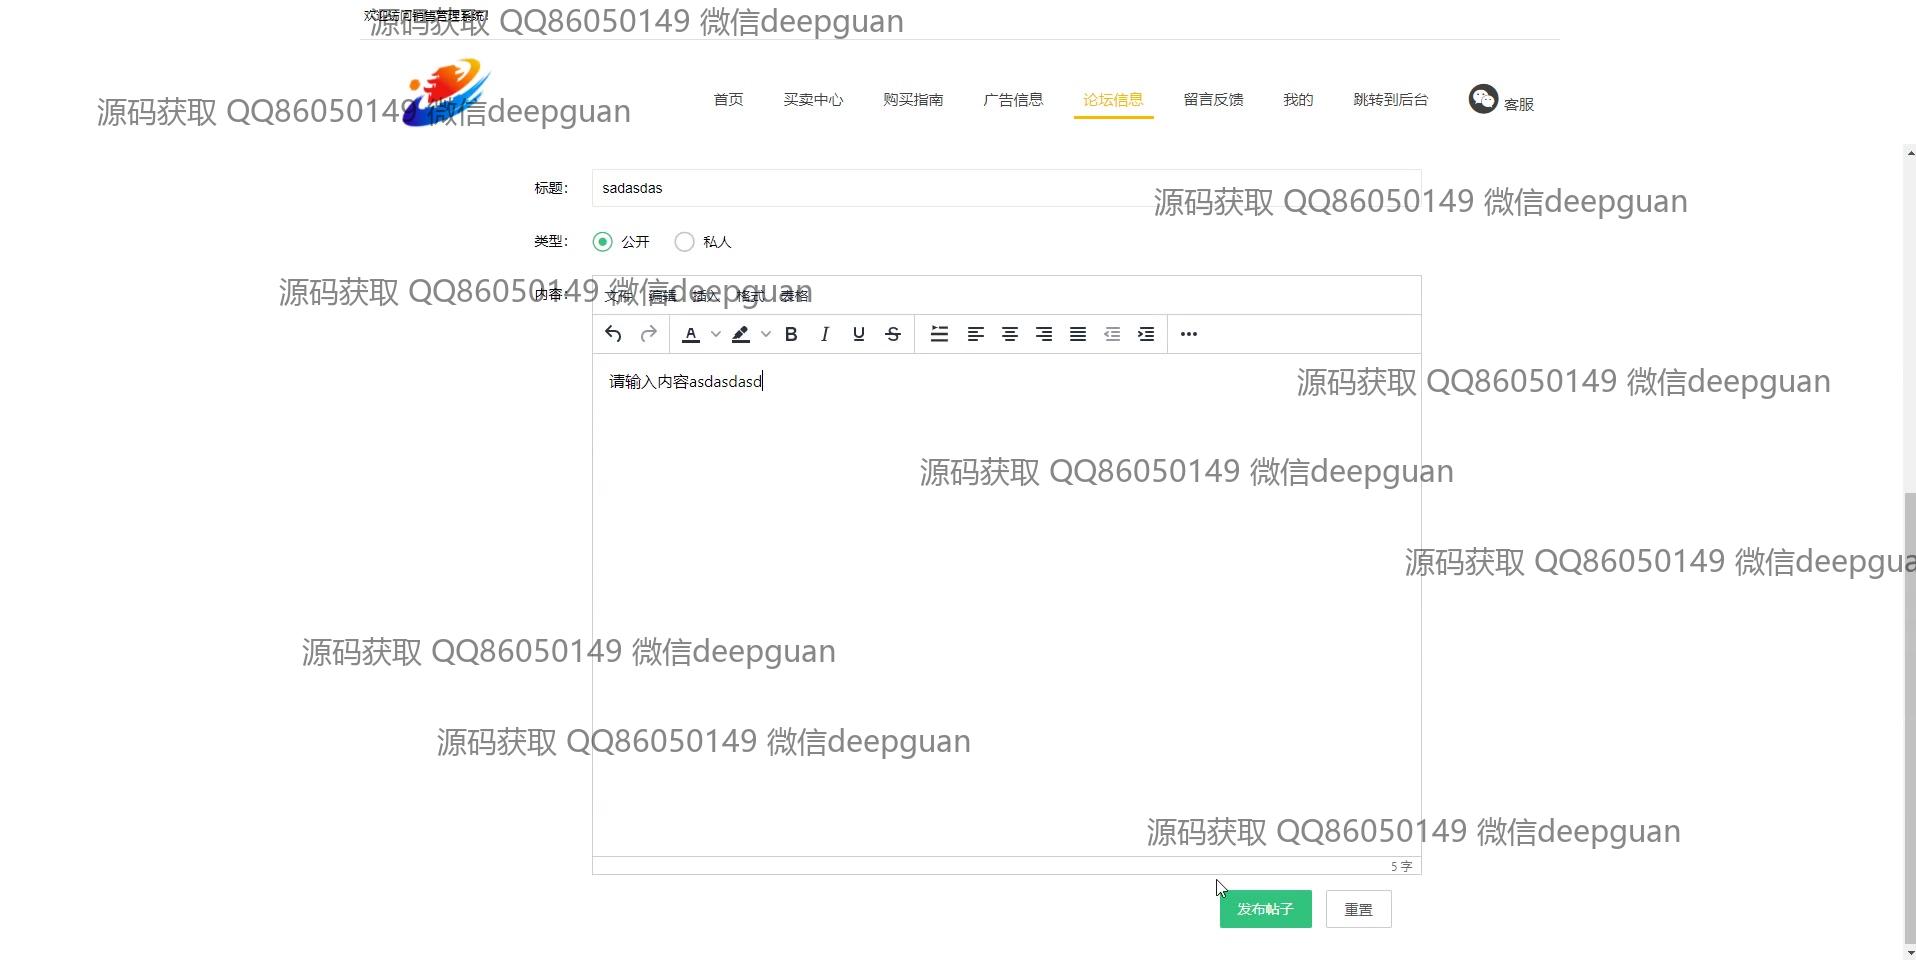 欢迎访问销售管理系统!
源码获取 QQ86050149 微信deepguan
源码获取 QQ86050149 微信deepguan
首页 买卖中心 购买指南 广告信息 论坛信息 留言反馈 我的 跳转到后台 客服
标题: sadasdas
源码获取 QQ86050149 微信deepguan
类型: 公开 私人
源码获取 QQ86050149 微信deepguan
内容: 文件 编辑 插入 格式 表格
A B I U S
请输入内容asdasdasd
源码获取 QQ86050149 微信deepguan
源码获取 QQ86050149 微信deepguan
源码获取 QQ86050149 微信deepgua
源码获取 QQ86050149 微信deepguan
源码获取 QQ86050149 微信deepguan
源码获取 QQ86050149 微信deepguan
5 字
发布帖子 重置